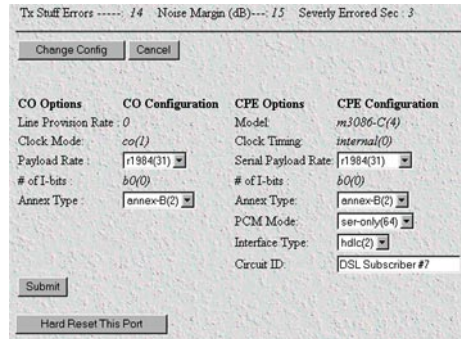 Tx Stuff Errors -----: 14 Noise Margin (dB)---: 15 Severly Errored Sec : 3
Change Config Cancel
CO Options CO Configuration CPE Options CPE Configuration
Line Provision Rate : 0 Model: m3086-C(4)
Clock Mode: co(1) Clock Timing: internal(0)
Payload Rate : r1984(31) Serial Payload Rate: r1984(31)
# of I-bits : b0(0) # of I-bits : b0(0)
Annex Type : annex-B(2) Annex Type: annex-B(2)
PCM Mode: ser-only(64)
Interface Type: hdlc(2)
Circuit ID: DSL Subscriber #7
Submit
Hard Reset This Port